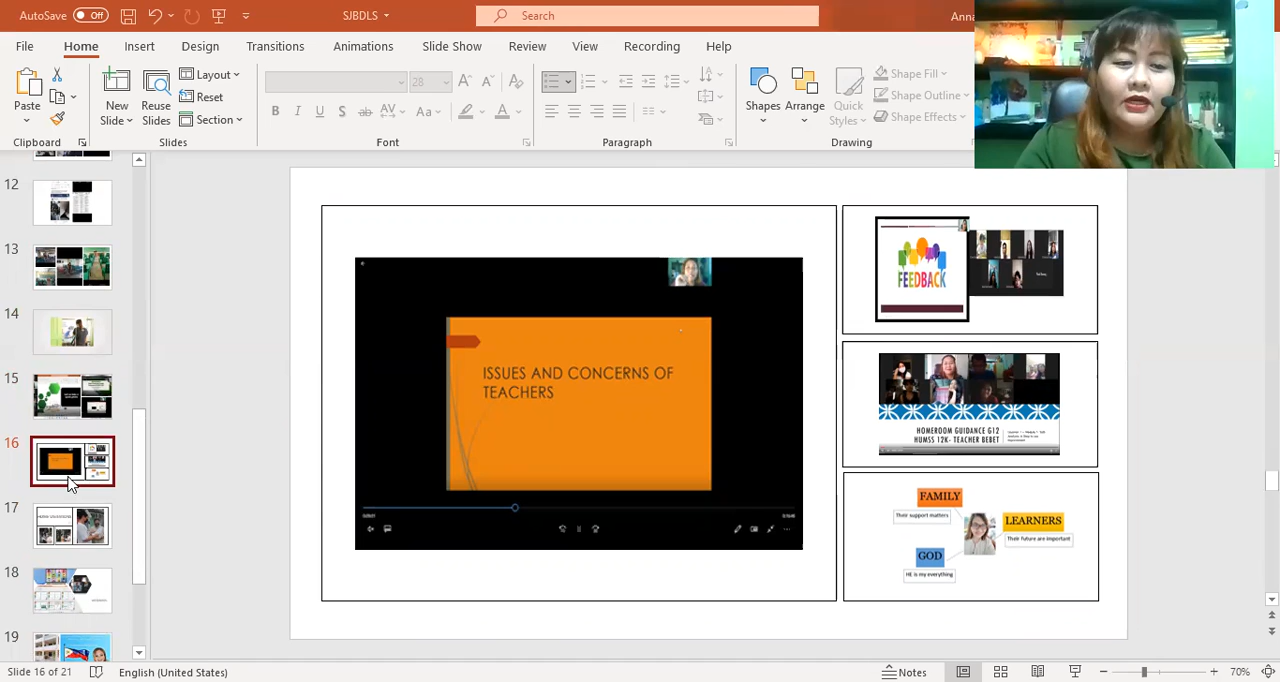 AutoSave Off SJBDLS Search Anna
File Home Insert Design Transitions Animations Slide Show Review View Recording Help
Paste New Slide Reuse Slides Layout Reset Section 28 Shapes Arrange Quick Styles Shape Fill Shape Outline Shape Effects
Clipboard Slides Font Paragraph Drawing
12
13
14
15
16
17
18
19
ISSUES AND CONCERNS OF
TEACHERS
FEEDBACK
HOMEROOM GUIDANCE G12
HUMSS 12K- TEACHER BEBET
FAMILY
Their support matters
LEARNERS
Their future are important
GOD
HE is my everything
Slide 16 of 21 English (United States) Notes 70%